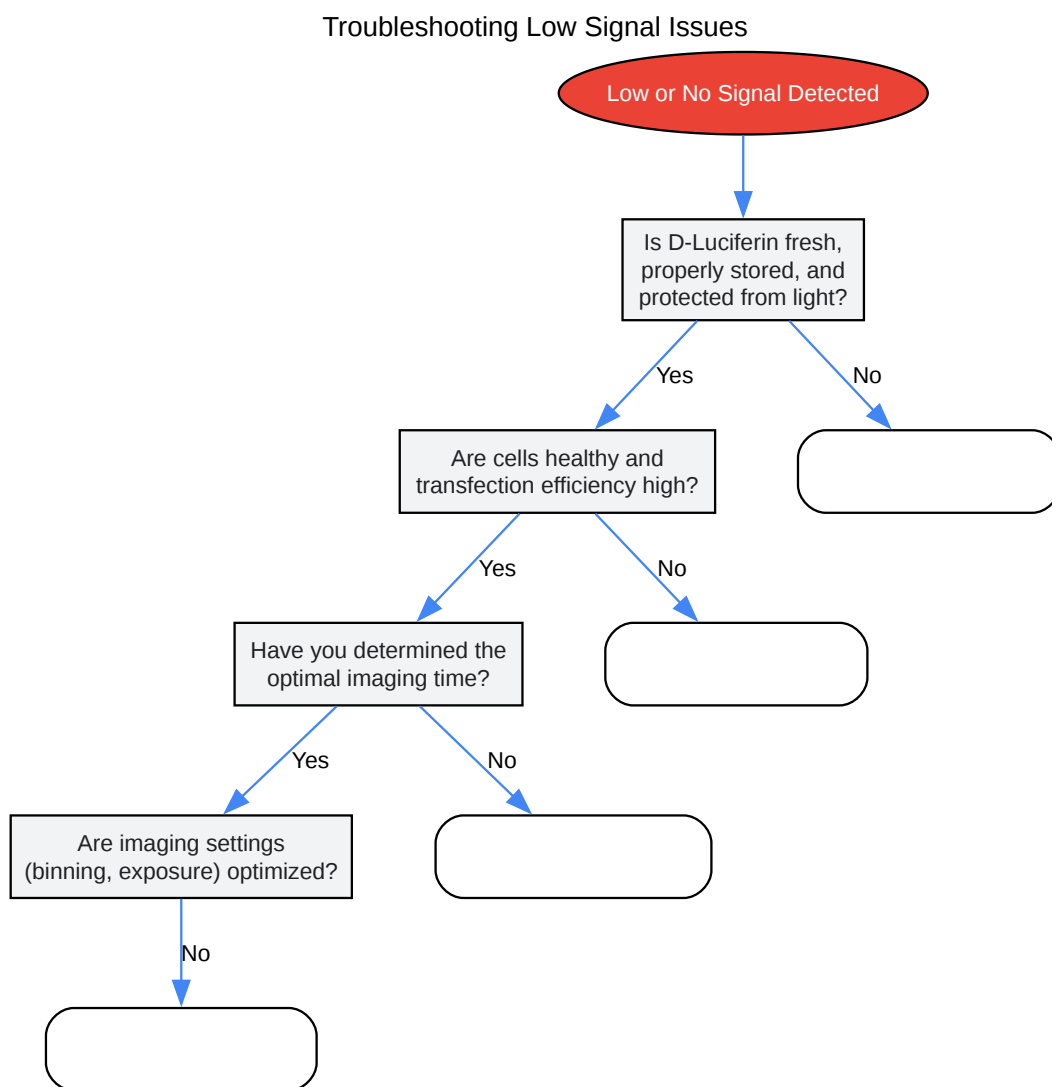 Troubleshooting Low Signal Issues
Low or No Signal Detected
Is D-Luciferin fresh,
properly stored, and
protected from light?
Yes
No
Are cells healthy and
transfection efficiency high?
Yes
No
Have you determined the
optimal imaging time?
Yes
No
Are imaging settings
(binning, exposure) optimized?
No